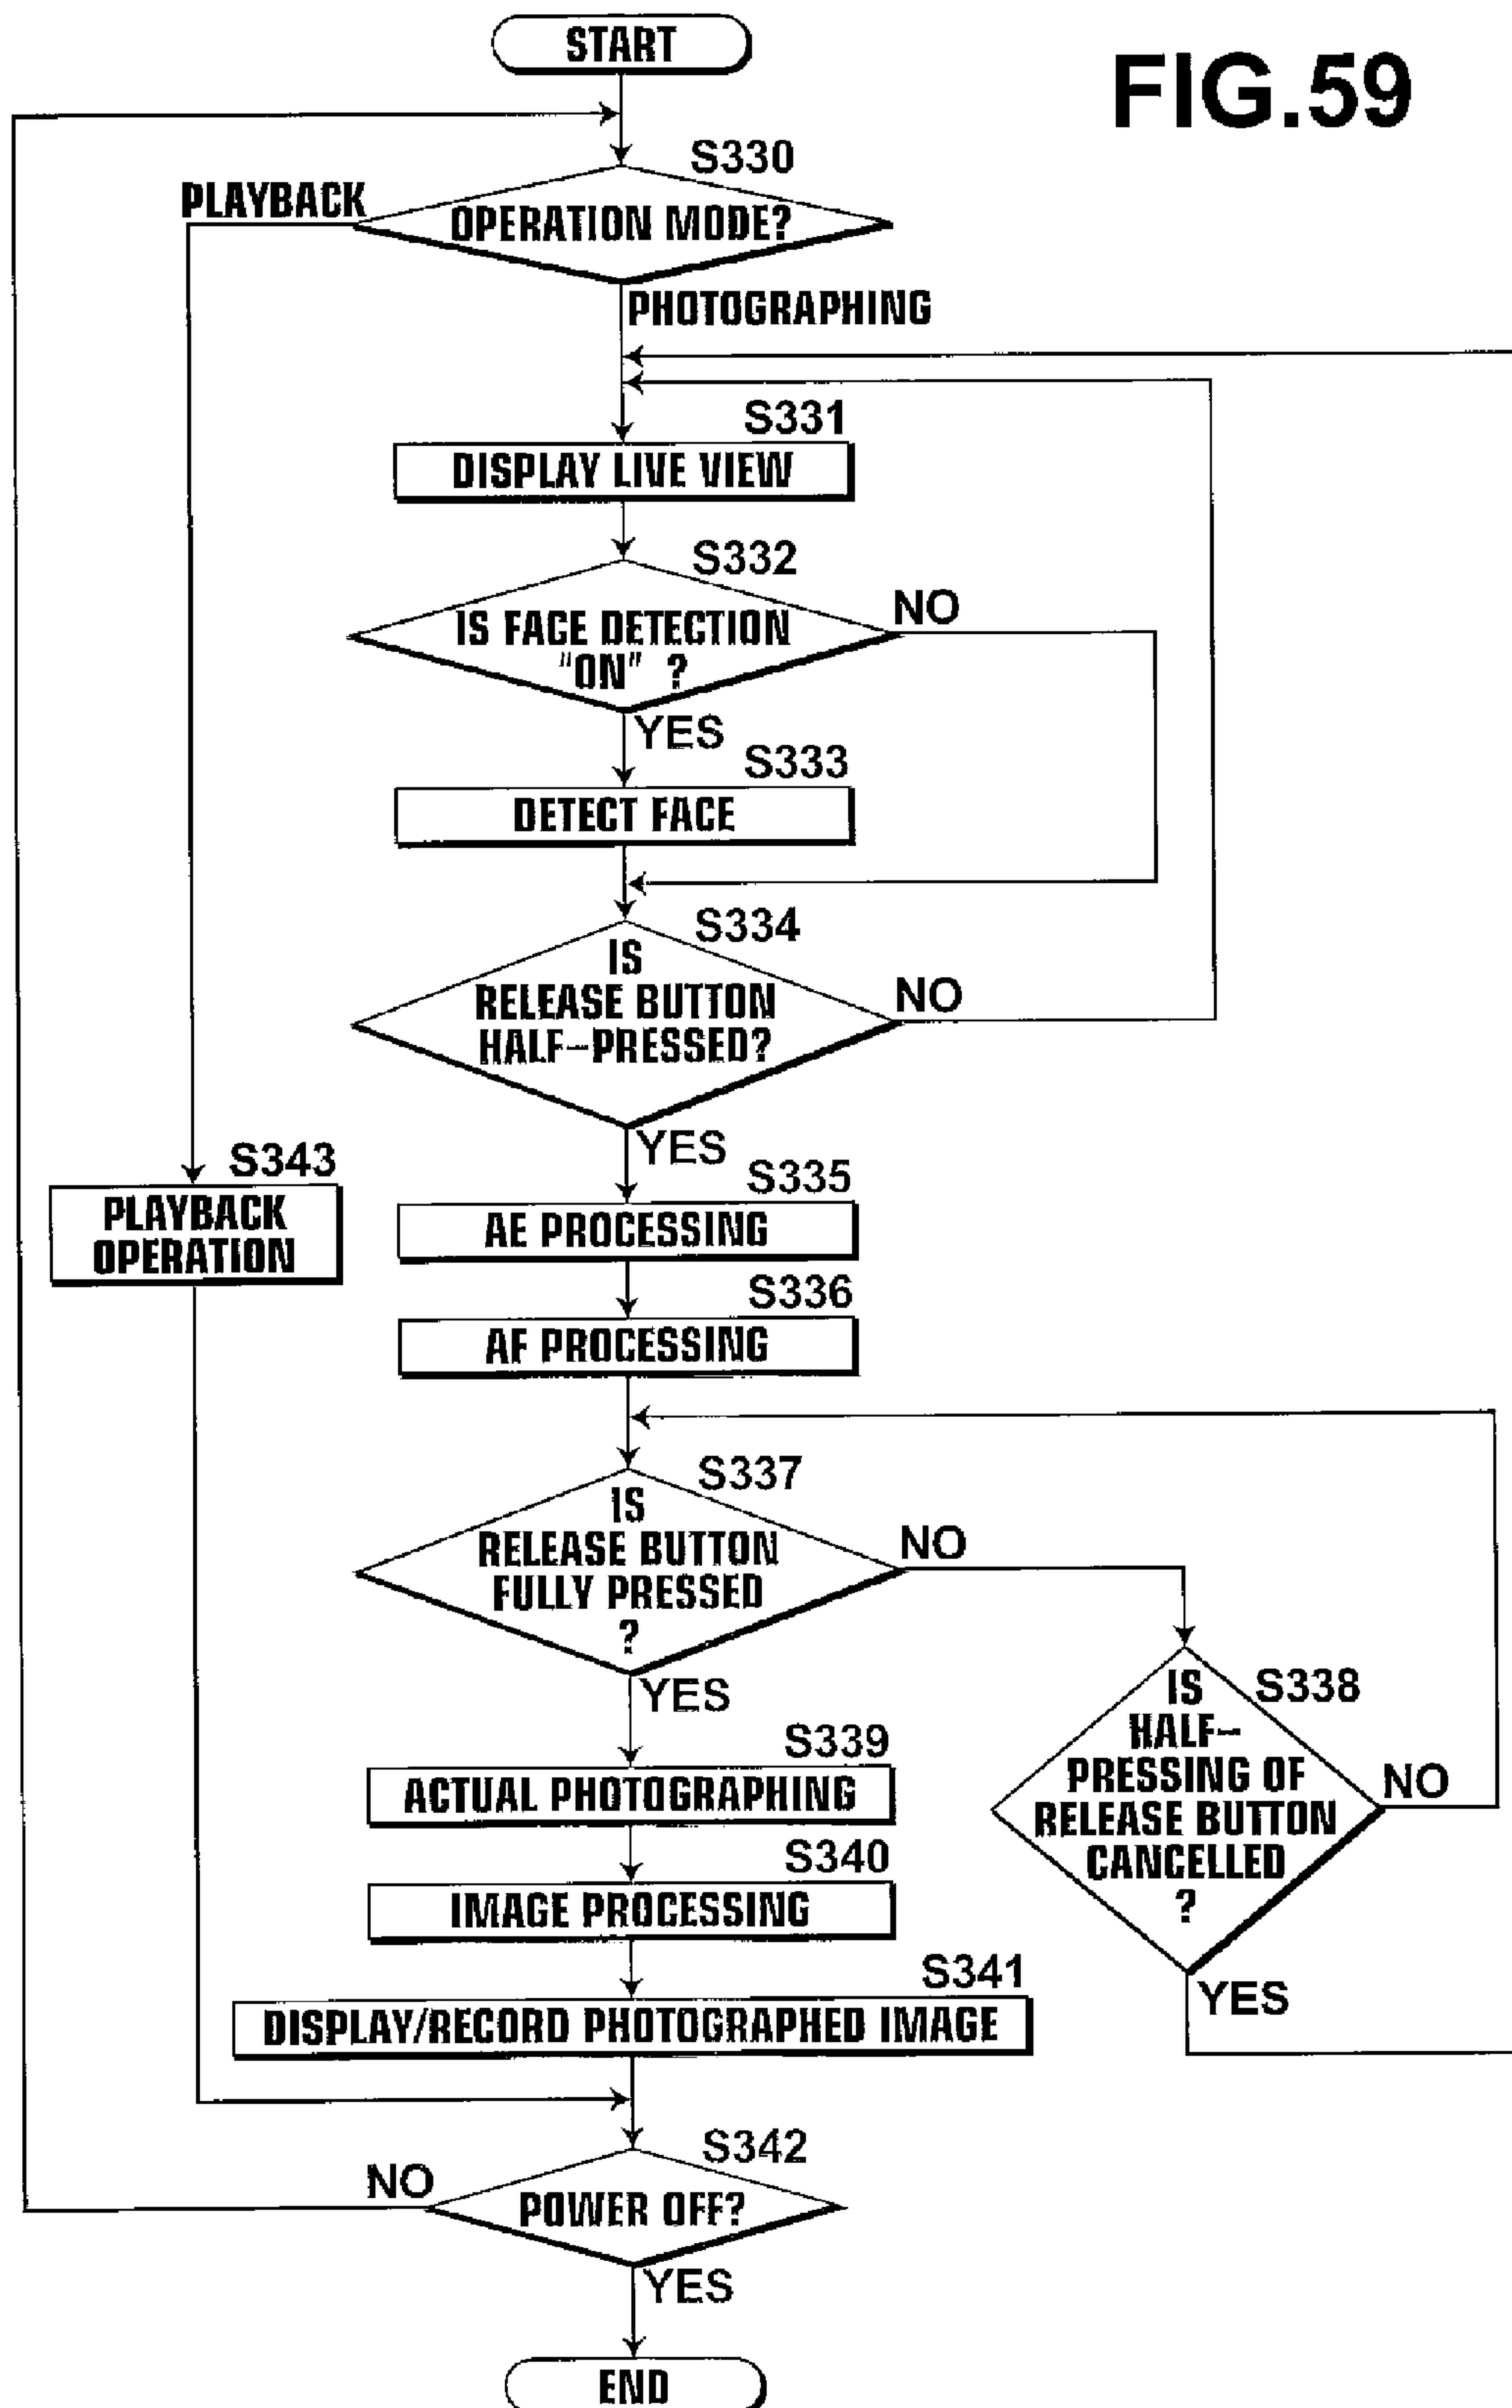 START
FIG.59
S330
PLAYBACK
OPERATION MODE?
PHOTOGRAPHING
S331
DISPLAY LIVE VIEW
S332
IS FACE DETECTION
"ON" ?
NO
YES
S333
DETECT FACE
S334
IS
RELEASE BUTTON
HALF-PRESSED?
NO
YES
S343
PLAYBACK
OPERATION
S335
AE PROCESSING
S336
AF PROCESSING
S337
IS
RELEASE BUTTON
FULLY PRESSED
?
NO
YES
S338
IS
HALF-
PRESSING OF
RELEASE BUTTON
CANCELLED
?
NO
YES
S339
ACTUAL PHOTOGRAPHING
S340
IMAGE PROCESSING
S341
DISPLAY/RECORD PHOTOGRAPHED IMAGE
S342
NO
POWER OFF?
YES
END